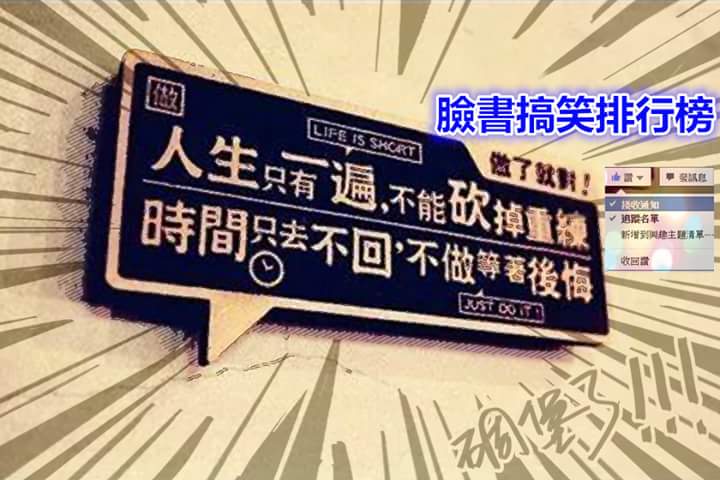 臉書搞笑排行榜
做
LIFE IS SHORT
做了就對！
人生只有一遍,不能砍掉重練
時間只去不回，不做等著後悔
JUST DO IT！
讚
發訊息
接收通知
追蹤名單
新增到興趣主題清單…
收回讚
碉堡了!!!